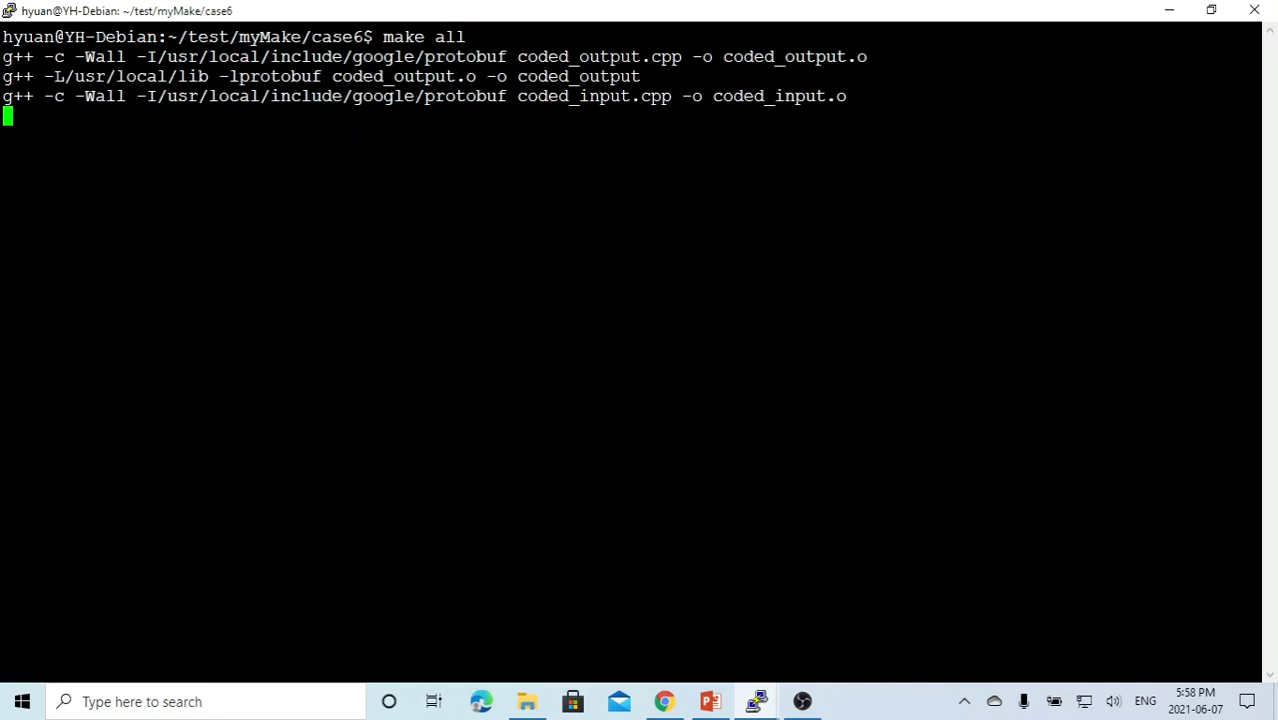 hyuan@YH-Debian: ~/test/myMake/case6
hyuan@YH-Debian:~/test/myMake/case6$ make all
g++ -c -Wall -I/usr/local/include/google/protobuf coded_output.cpp -o coded_output.o
g++ -L/usr/local/lib -lprotobuf coded_output.o -o coded_output
g++ -c -Wall -I/usr/local/include/google/protobuf coded_input.cpp -o coded_input.o
Type here to search
ENG
5:58 PM
2021-06-07